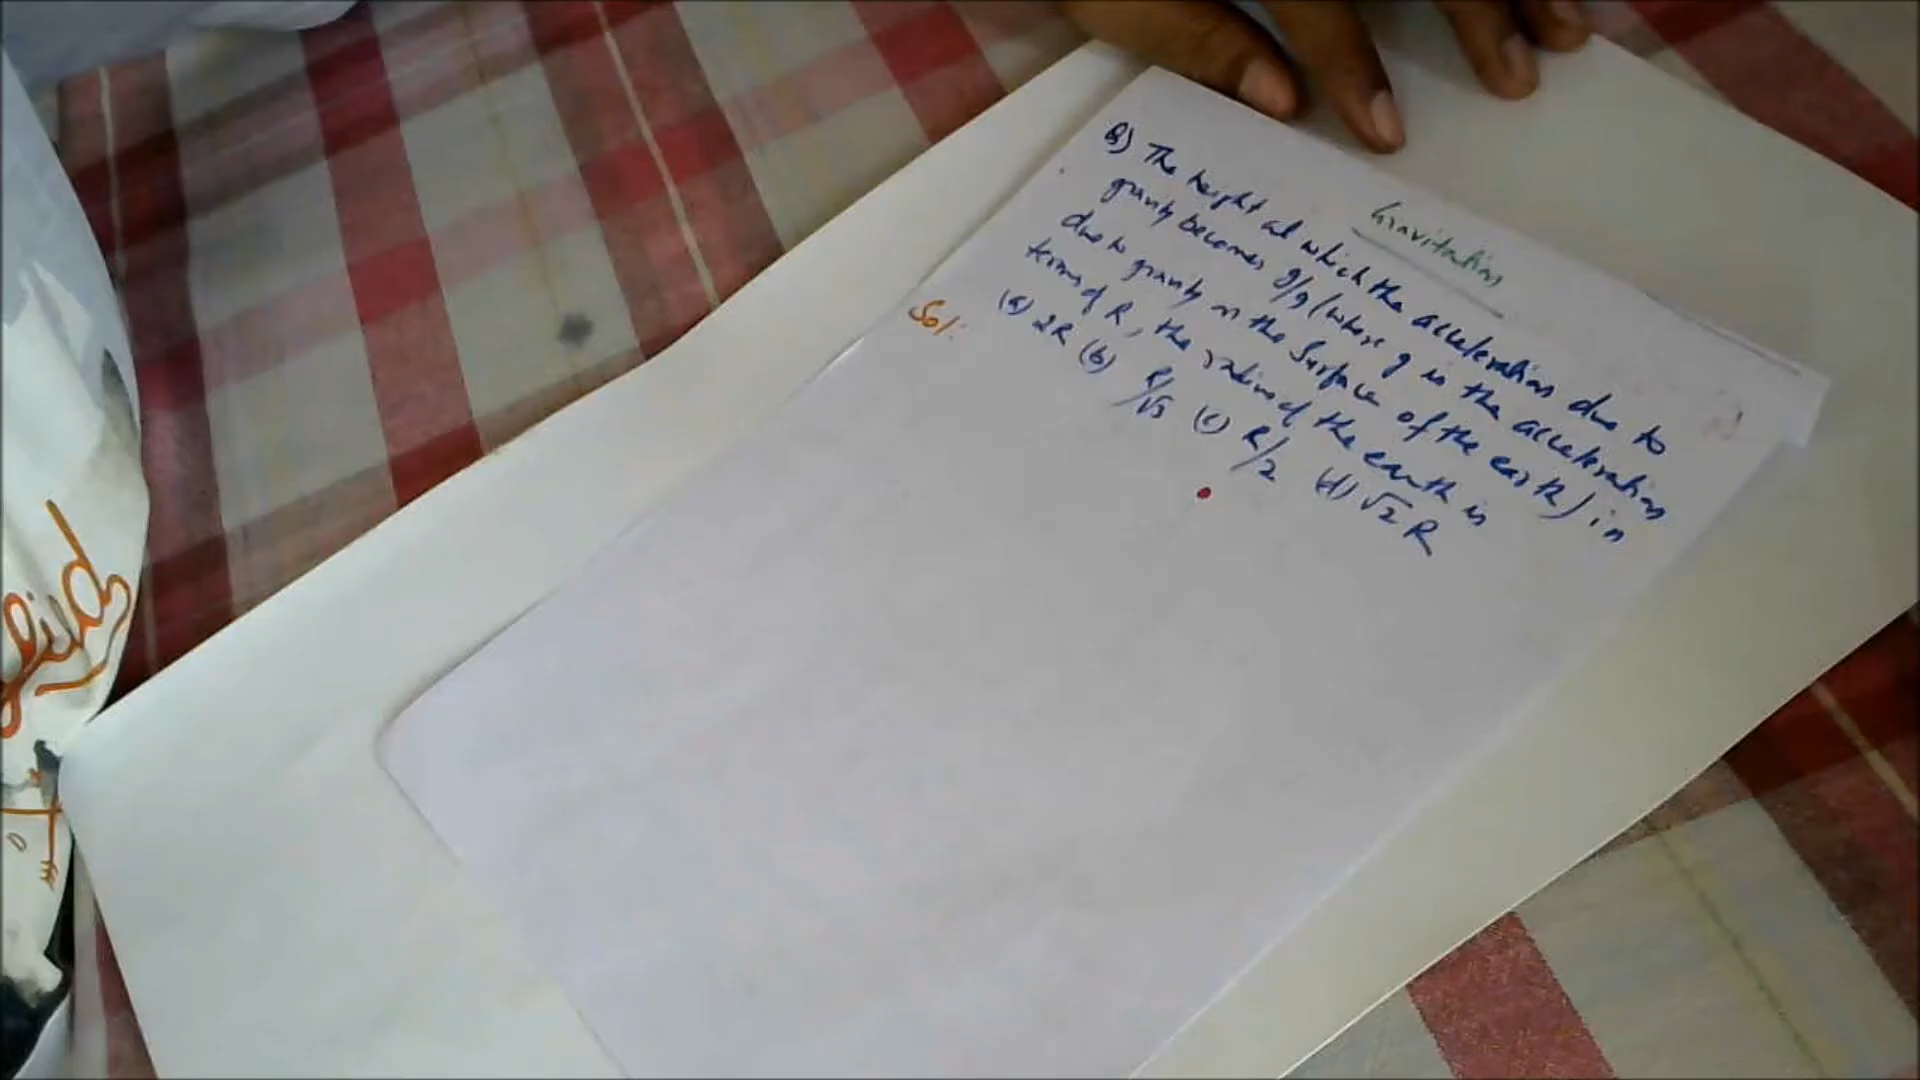 Gravitation
Q) The height at which the acceleration due to
gravity becomes g/9 (where g is the acceleration
due to gravity on the surface of the earth) in
terms of R, the radius of the earth is
(a) 2R (b) R/√3 (c) R/2 (d) √2 R
Sol: